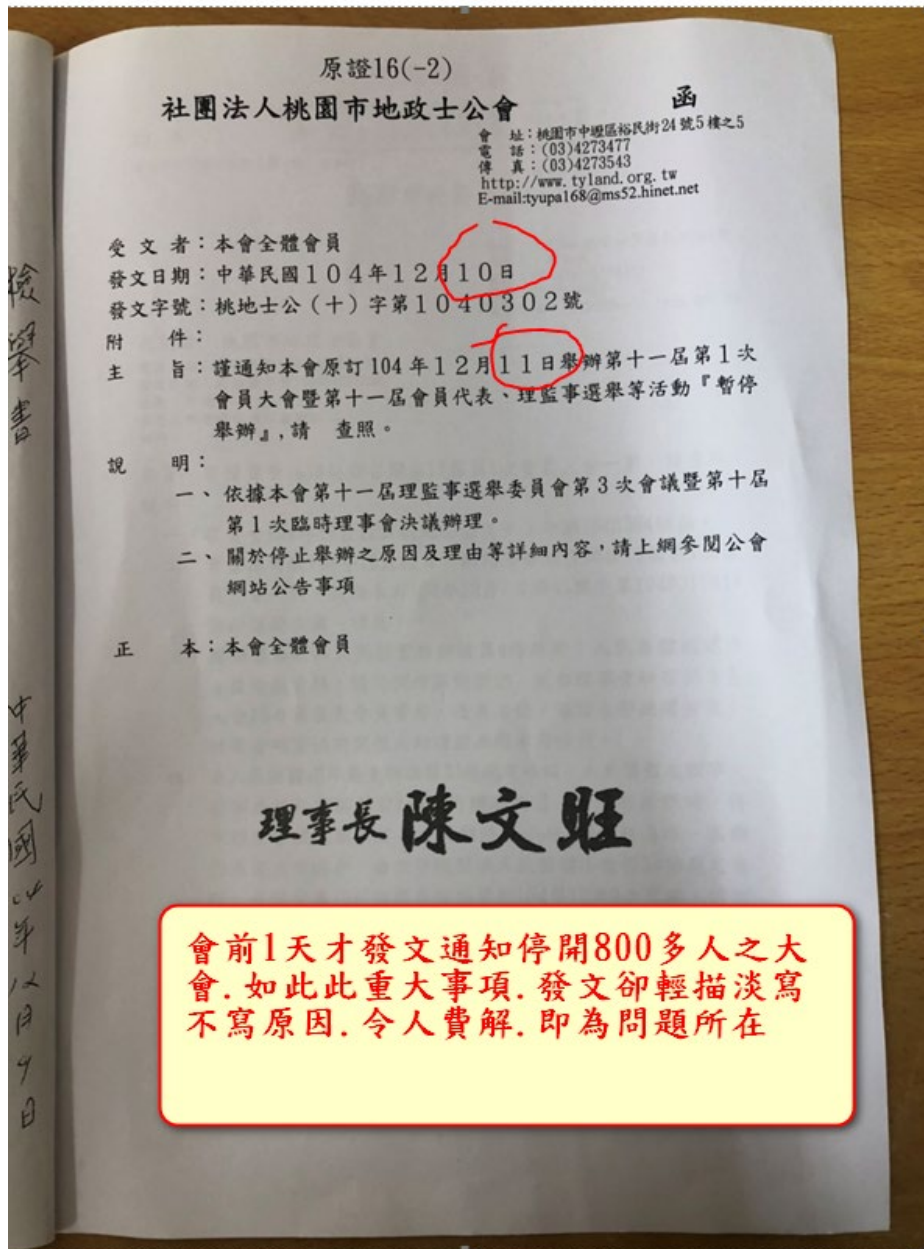 原證16(-2)
社團法人桃園市地政士公會 函
會 址：桃園市中壢區裕民街24號5樓之5
電 話：(03)4273477
傳 真：(03)4273543
http://www.tyland.org.tw
E-mail:tyupa168@ms52.hinet.net
受 文 者：本會全體會員
發文日期：中華民國104年12月10日
發文字號：桃地士公（十）字第1040302號
附 件：
主 旨：謹通知本會原訂104年12月11日舉辦第十一屆第1次
會員大會暨第十一屆會員代表、理監事選舉等活動『暫停
舉辦』,請 查照。
說 明：
一、 依據本會第十一屆理監事選舉委員會第3次會議暨第十屆
第1次臨時理事會決議辦理。
二、 關於停止舉辦之原因及理由等詳細內容，請上網參閱公會
網站公告事項
正 本：本會全體會員
理事長 陳文旺
會前1天才發文通知停開800多人之大
會.如此此重大事項.發文卻輕描淡寫
不寫原因.令人費解.即為問題所在
檢舉書
中華民國 年12月9日